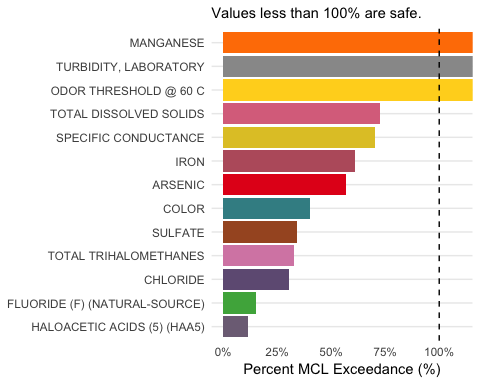 Values less than 100% are safe.
MANGANESE
TURBIDITY, LABORATORY
ODOR THRESHOLD @ 60 C
TOTAL DISSOLVED SOLIDS
SPECIFIC CONDUCTANCE
IRON
ARSENIC
COLOR
SULFATE
TOTAL TRIHALOMETHANES
CHLORIDE
FLUORIDE (F) (NATURAL-SOURCE)
HALOACETIC ACIDS (5) (HAA5)
0% 25% 50% 75% 100%
Percent MCL Exceedance (%)